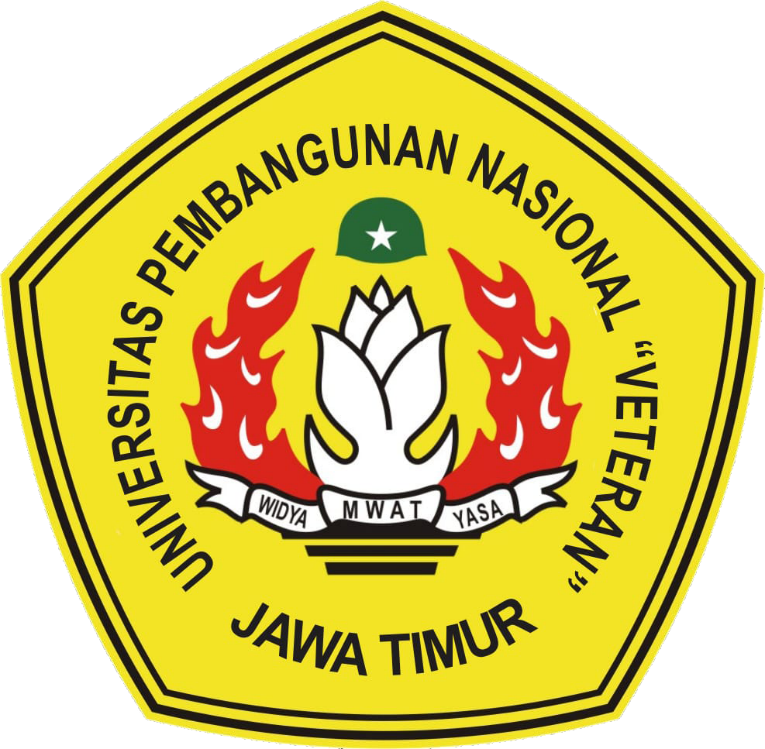 UNIVERSITAS PEMBANGUNAN NASIONAL “VETERAN”
WIDYA MWAT YASA
JAWA TIMUR